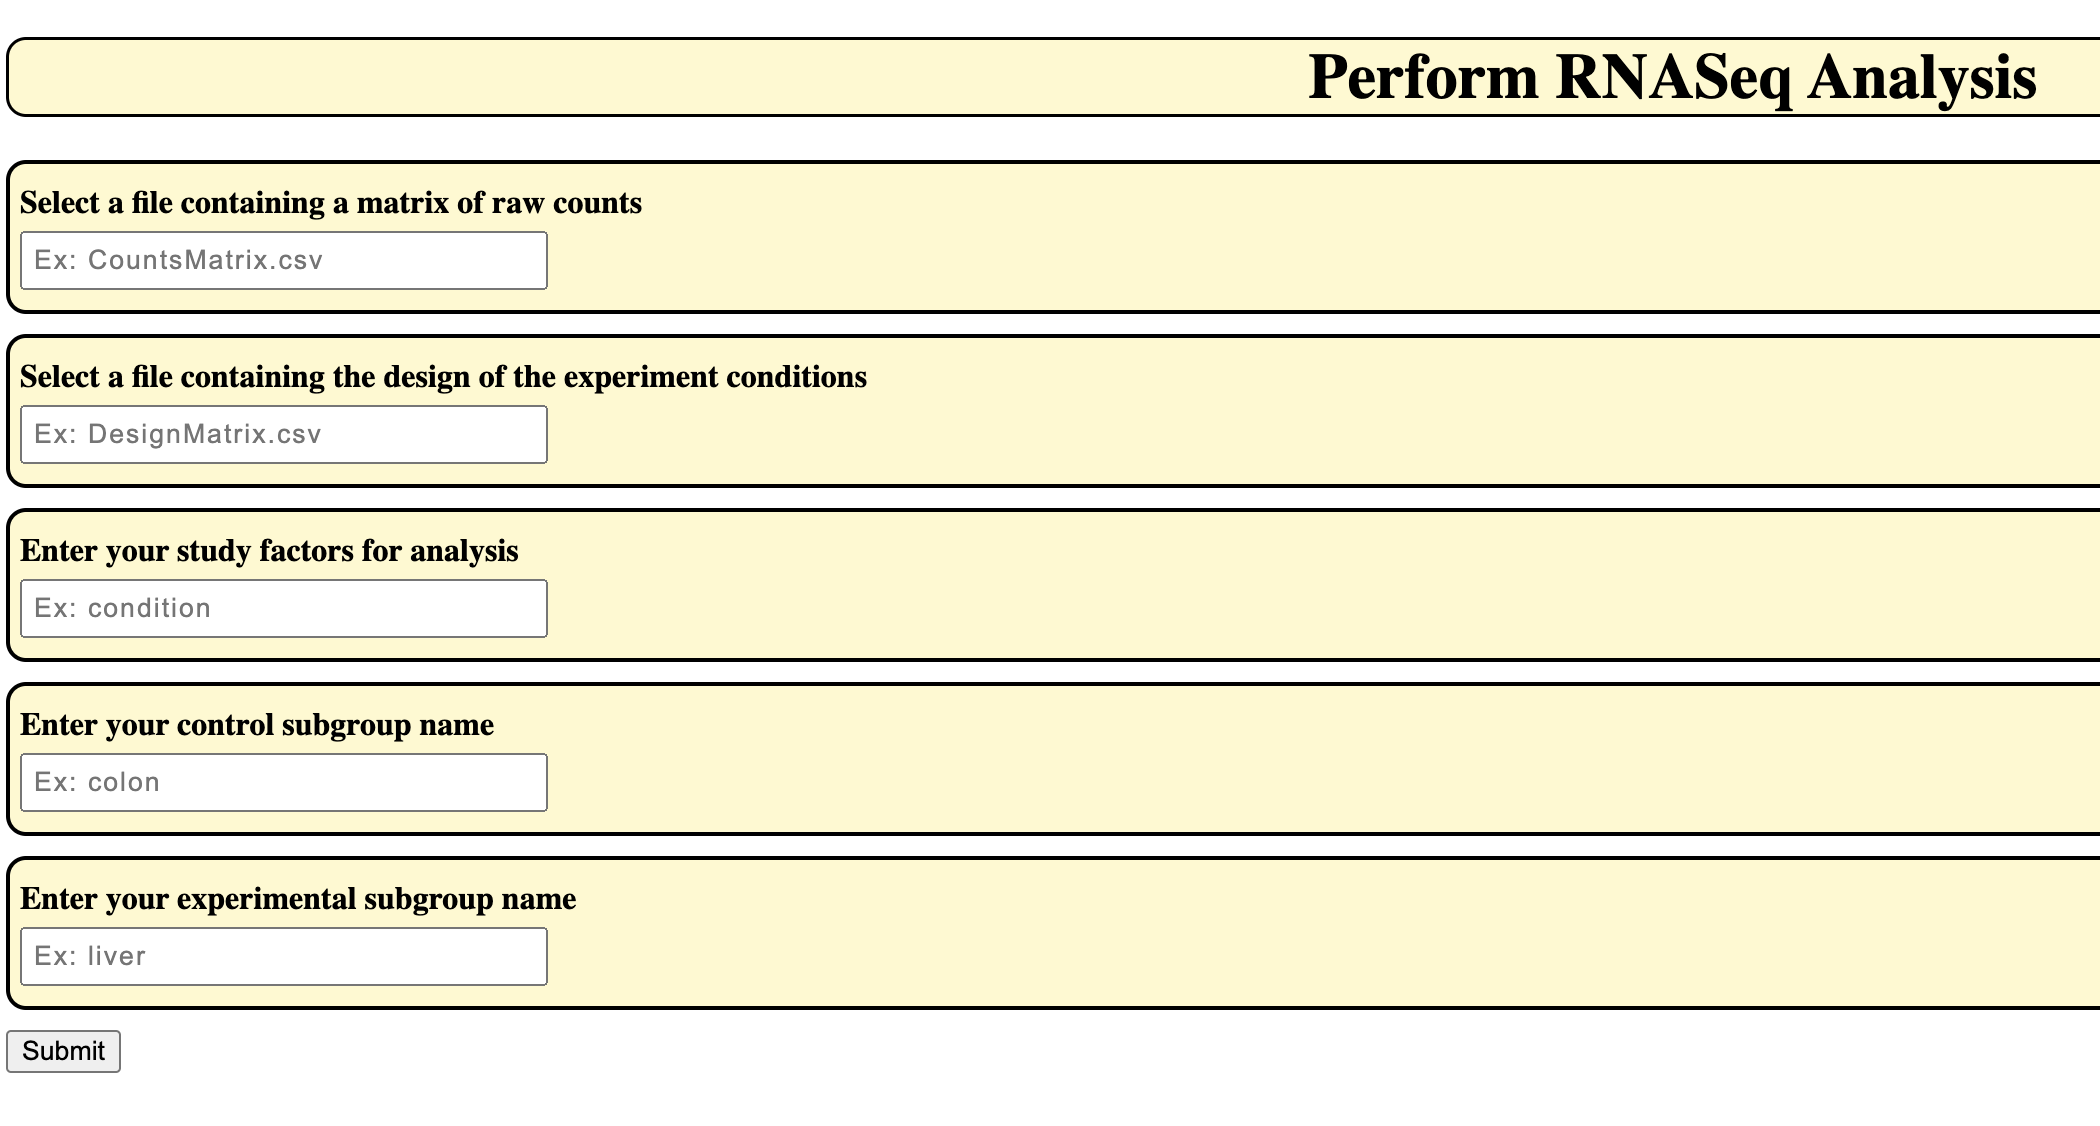 Perform RNASeq Analysis
Select a file containing a matrix of raw counts
Ex: CountsMatrix.csv
Select a file containing the design of the experiment conditions
Ex: DesignMatrix.csv
Enter your study factors for analysis
Ex: condition
Enter your control subgroup name
Ex: colon
Enter your experimental subgroup name
Ex: liver
Submit